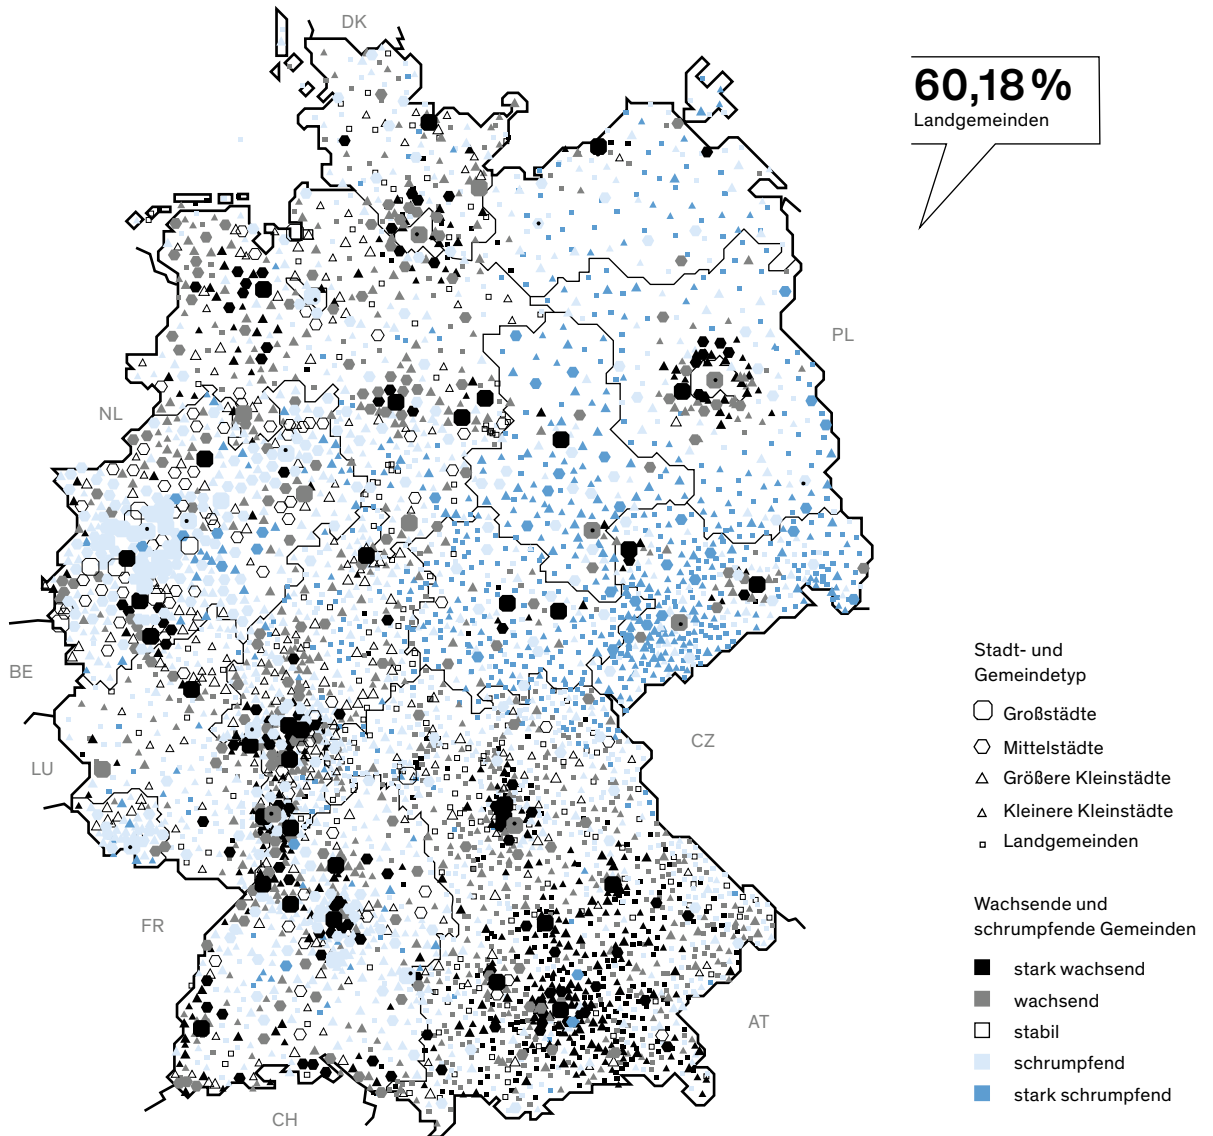 DK
60,18 %
Landgemeinden
PL
NL
Stadt- und
Gemeindetyp
BE
Großstädte
CZ
Mittelstädte
LU
Größere Kleinstädte
Kleinere Kleinstädte
Landgemeinden
Wachsende und
schrumpfende Gemeinden
FR
stark wachsend
wachsend
AT
stabil
schrumpfend
stark schrumpfend
CH